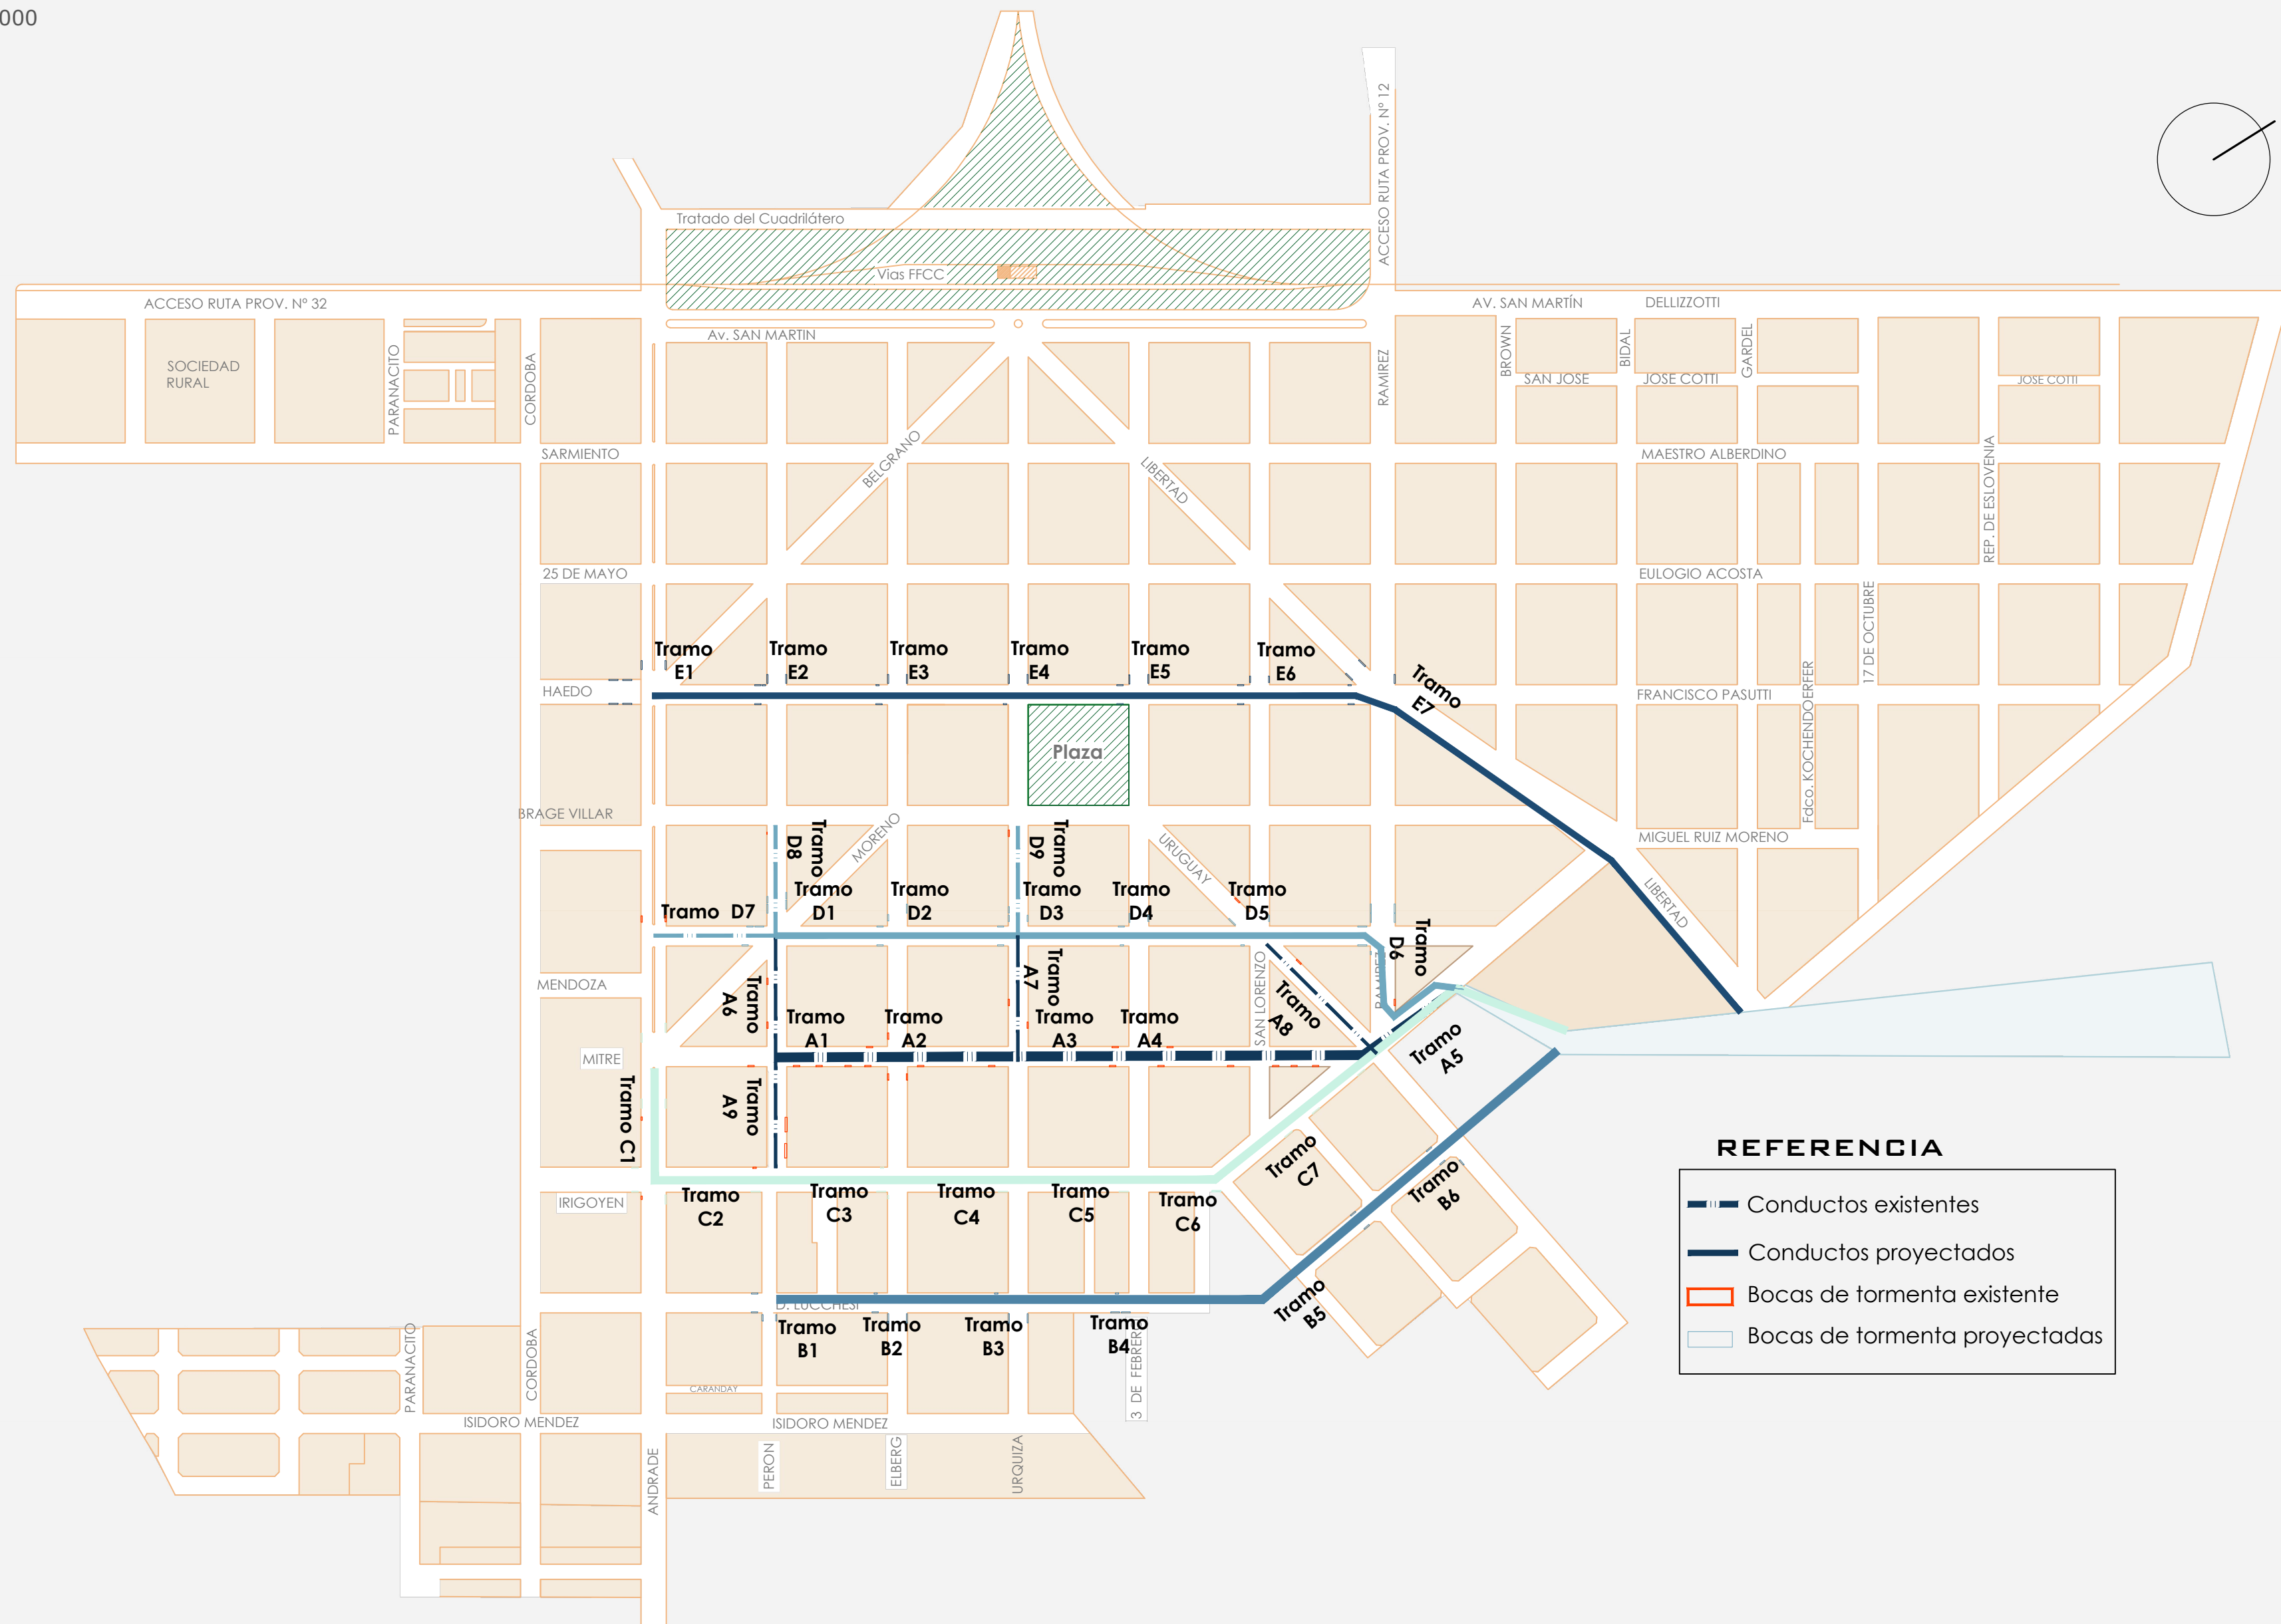 000
ACCESO RUTA PROV. Nº 12
Tratado del Cuadrilátero
Vias FFCC
ACCESO RUTA PROV. Nº 32
AV. SAN MARTÍN
DELLIZZOTTI
Av. SAN MARTIN
SOCIEDAD
RURAL
PARANACITO
CORDOBA
RAMIREZ
BROWN
BIDAL
GARDEL
SAN JOSE
JOSE COTTI
JOSE COTTI
SARMIENTO
BELGRANO
LIBERTAD
MAESTRO ALBERDINO
REP. DE ESLOVENIA
25 DE MAYO
EULOGIO ACOSTA
17 DE OCTUBRE
Tramo
E1
Tramo
E2
Tramo
E3
Tramo
E4
Tramo
E5
Tramo
E6
Tramo
E7
HAEDO
FRANCISCO PASUTTI
Fdco. KOCHENDOERFER
Plaza
BRAGE VILLAR
MORENO
URUGUAY
MIGUEL RUIZ MORENO
LIBERTAD
Tramo
D8
Tramo
D9
Tramo
D1
Tramo
D2
Tramo
D3
Tramo
D4
Tramo
D5
Tramo D7
Tramo
D6
RAMIREZ
SAN LORENZO
MENDOZA
Tramo
A6
Tramo
A7
Tramo
A8
Tramo
A1
Tramo
A2
Tramo
A3
Tramo
A4
Tramo
A5
MITRE
Tramo C1
Tramo
A9
IRIGOYEN
Tramo
C2
Tramo
C3
Tramo
C4
Tramo
C5
Tramo
C6
Tramo
C7
Tramo
B6
Tramo
B5
D. LUCCHESI
Tramo
B1
Tramo
B2
Tramo
B3
Tramo
B4
3 DE FEBRERO
PARANACITO
CORDOBA
CARANDAY
ISIDORO MENDEZ
ISIDORO MENDEZ
ANDRADE
PERON
ELBERG
URQUIZA
REFERENCIA
Conductos existentes
Conductos proyectados
Bocas de tormenta existente
Bocas de tormenta proyectadas